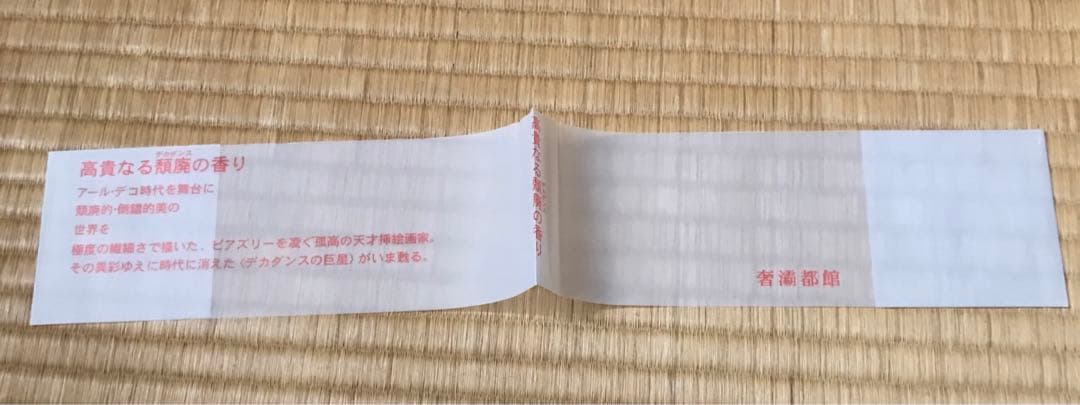 デカダンス
高貴なる頽廃の香り
アール・デコ時代を舞台に
頽廃的・倒錯的美の
世界を
極度の繊細さで描いた、ビアズリーを凌ぐ孤高の天才挿絵画家。
その異彩ゆえに時代に消えた〈デカダンスの巨星〉がいま甦る。
高貴なる頽廃の香り
奢灞都館